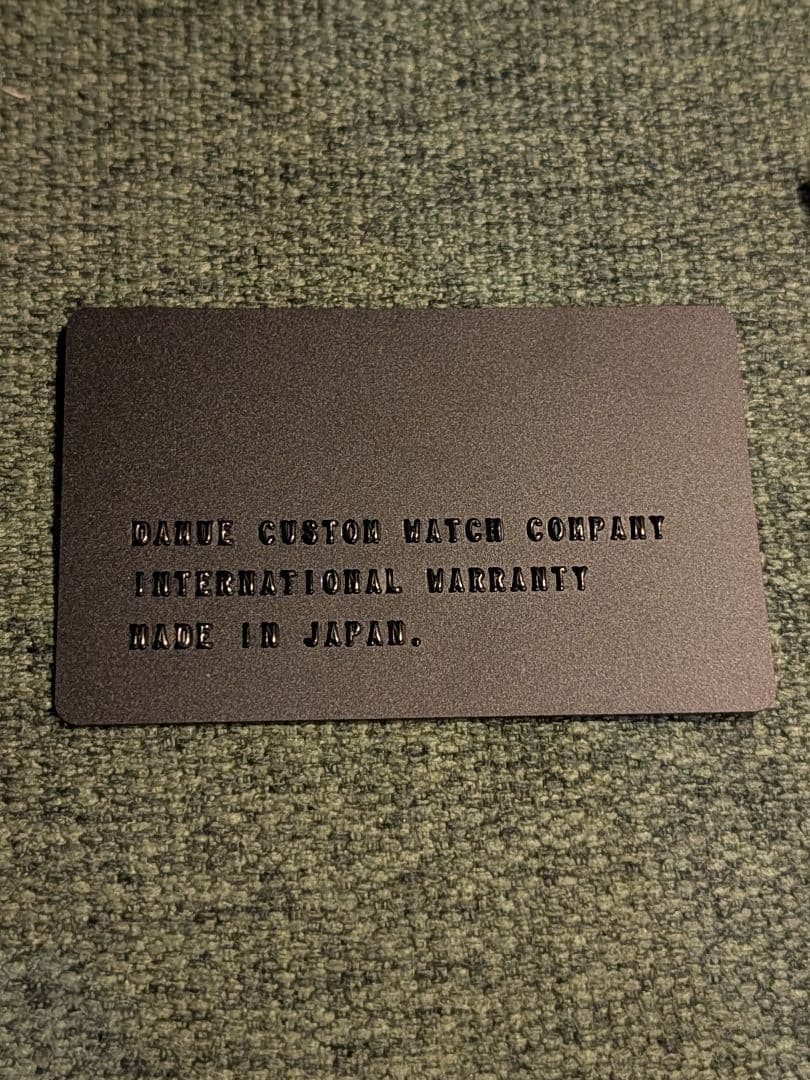 DANUE CUSTOM WATCH COMPANY
INTERNATIONAL WARRANTY
MADE IN JAPAN.